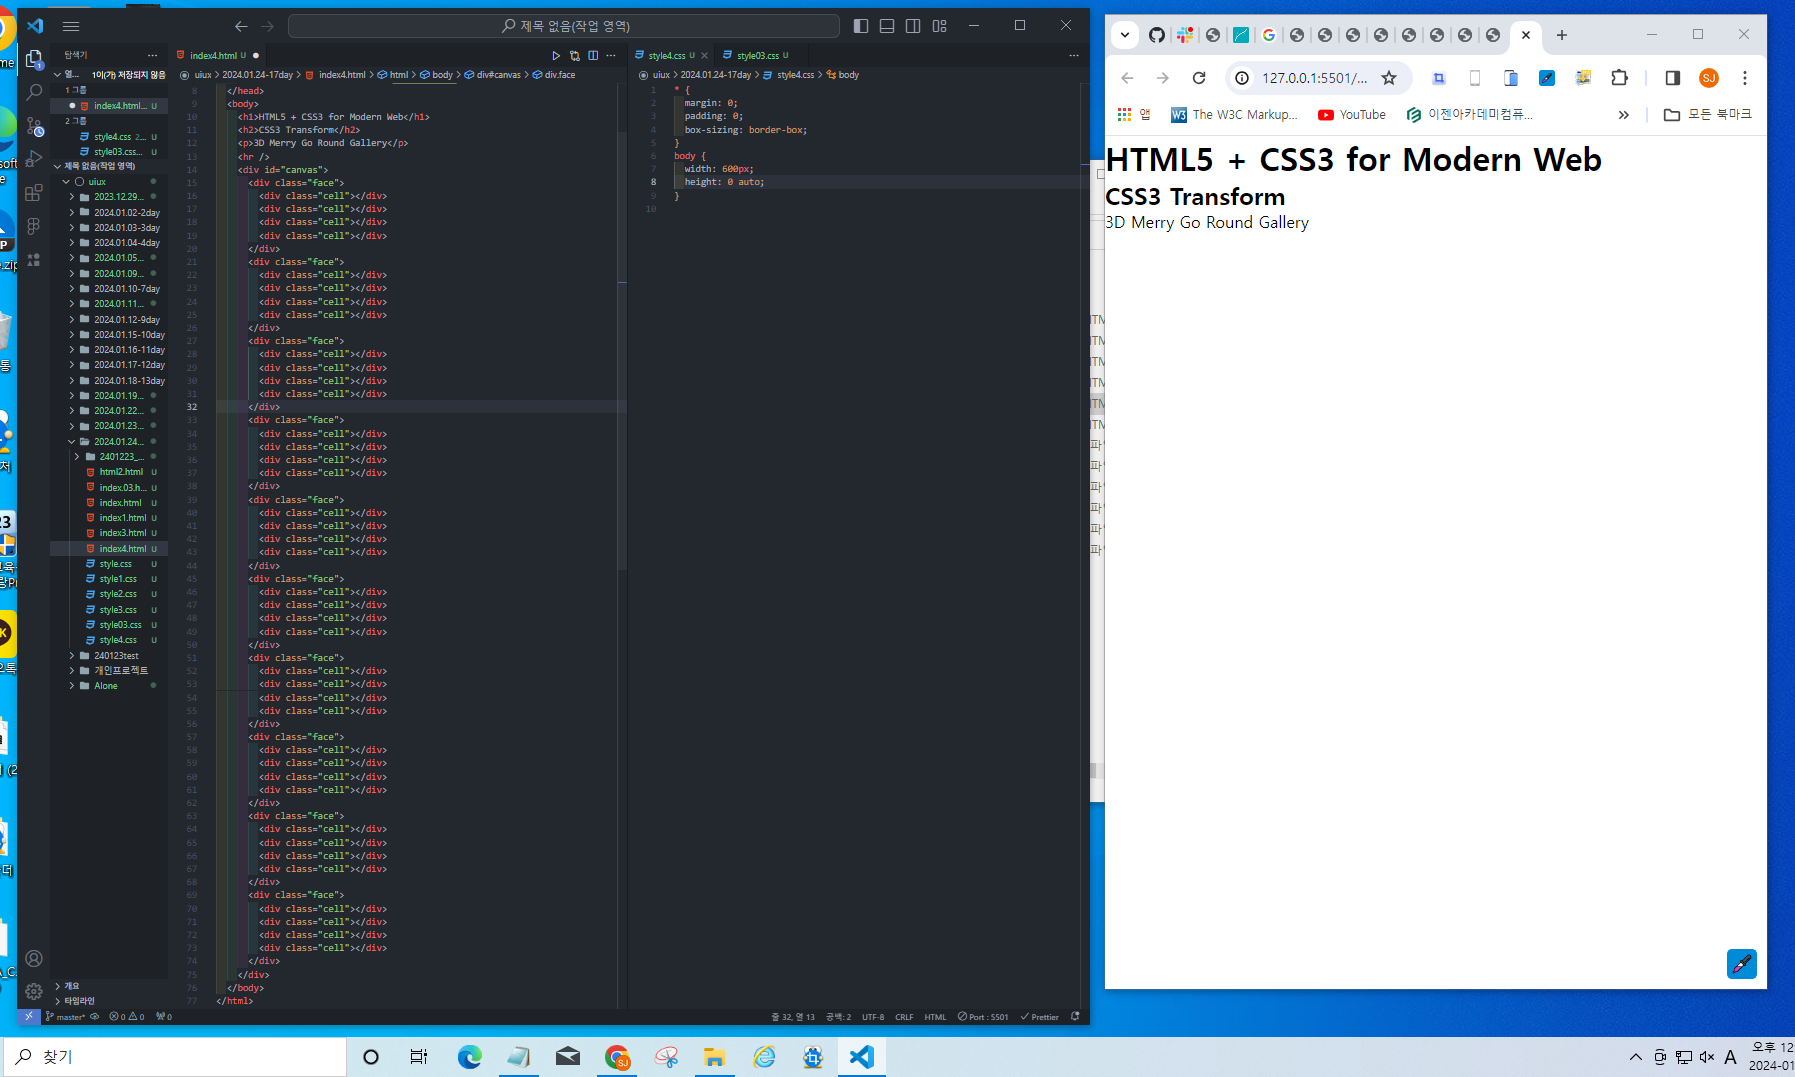 제목 없음(작업 영역)
탐색기
index4.html U
style4.css U
style03.css U
열... 1이(가) 저장되지 않음
uiux > 2024.01.24-17day > index4.html > html > body > div#canvas > div.face
uiux > 2024.01.24-17day > style4.css > body
1 그룹
index4.html... U
2 그룹
style4.css 2... U
style03.css... U
제목 없음(작업 영역)
uiux
2023.12.29...
2024.01.02-2day
2024.01.03-3day
2024.01.04-4day
2024.01.05...
2024.01.09...
2024.01.10-7day
2024.01.11...
2024.01.12-9day
2024.01.15-10day
2024.01.16-11day
2024.01.17-12day
2024.01.18-13day
2024.01.19...
2024.01.22...
2024.01.23...
2024.01.24...
2401223_...
html2.html U
index.03.h... U
index.html U
index1.html U
index3.html U
index4.html U
style.css U
style1.css U
style2.css U
style3.css U
style03.css U
style4.css U
240123test
개인프로젝트
Alone
개요
타임라인
8 </head>
9 <body>
10 <h1>HTML5 + CSS3 for Modern Web</h1>
11 <h2>CSS3 Transform</h2>
12 <p>3D Merry Go Round Gallery</p>
13 <hr />
14 <div id="canvas">
15 <div class="face">
16 <div class="cell"></div>
17 <div class="cell"></div>
18 <div class="cell"></div>
19 <div class="cell"></div>
20 </div>
21 <div class="face">
22 <div class="cell"></div>
23 <div class="cell"></div>
24 <div class="cell"></div>
25 <div class="cell"></div>
26 </div>
27 <div class="face">
28 <div class="cell"></div>
29 <div class="cell"></div>
30 <div class="cell"></div>
31 <div class="cell"></div>
32 </div>
33 <div class="face">
34 <div class="cell"></div>
35 <div class="cell"></div>
36 <div class="cell"></div>
37 <div class="cell"></div>
38 </div>
39 <div class="face">
40 <div class="cell"></div>
41 <div class="cell"></div>
42 <div class="cell"></div>
43 <div class="cell"></div>
44 </div>
45 <div class="face">
46 <div class="cell"></div>
47 <div class="cell"></div>
48 <div class="cell"></div>
49 <div class="cell"></div>
50 </div>
51 <div class="face">
52 <div class="cell"></div>
53 <div class="cell"></div>
54 <div class="cell"></div>
55 <div class="cell"></div>
56 </div>
57 <div class="face">
58 <div class="cell"></div>
59 <div class="cell"></div>
60 <div class="cell"></div>
61 <div class="cell"></div>
62 </div>
63 <div class="face">
64 <div class="cell"></div>
65 <div class="cell"></div>
66 <div class="cell"></div>
67 <div class="cell"></div>
68 </div>
69 <div class="face">
70 <div class="cell"></div>
71 <div class="cell"></div>
72 <div class="cell"></div>
73 <div class="cell"></div>
74 </div>
75 </div>
76 </body>
77 </html>
1 * {
2 margin: 0;
3 padding: 0;
4 box-sizing: border-box;
5 }
6 body {
7 width: 600px;
8 height: 0 auto;
9 }
10
master* 0 0 0
줄 32, 열 13 공백: 2 UTF-8 CRLF HTML Port : 5501 Prettier
127.0.0.1:5501/...
SJ
앱 The W3C Markup... YouTube 이젠아카데미컴퓨... 모든 북마크
HTML5 + CSS3 for Modern Web
CSS3 Transform
3D Merry Go Round Gallery
찾기
A
오후 12
2024-01